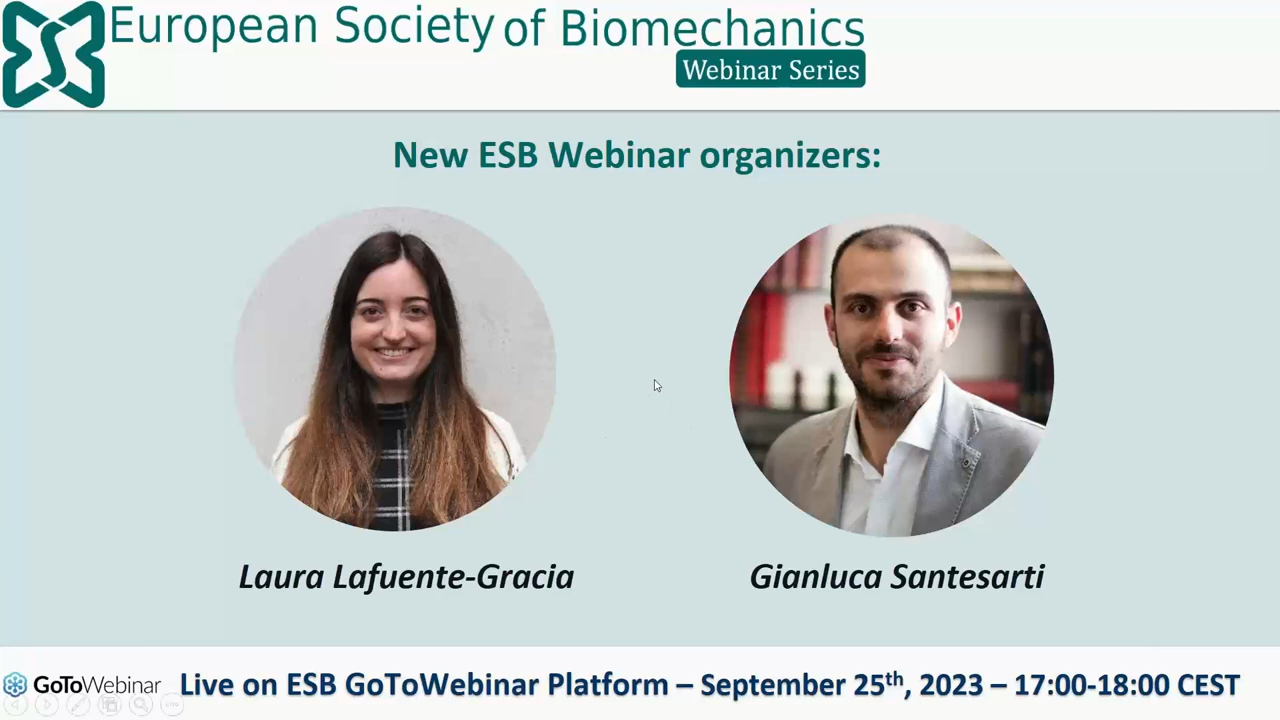 European Society of Biomechanics
Webinar Series
New ESB Webinar organizers:
Laura Lafuente-Gracia
Gianluca Santesarti
GoToWebinar
Live on ESB GoToWebinar Platform – September 25th, 2023 – 17:00-18:00 CEST